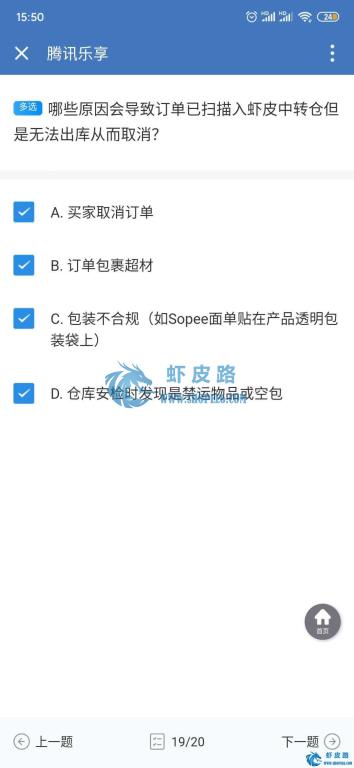 15:50
HD HD 24
腾讯乐享
多选 哪些原因会导致订单已扫描入虾皮中转仓但
是无法出库从而取消？
A. 买家取消订单
B. 订单包裹超材
C. 包装不合规（如Sopee面单贴在产品透明包
装袋上）
虾皮路
D. 仓库安检时发现是禁运物品或空包
首页
上一题 19/20 下一题
虾皮路